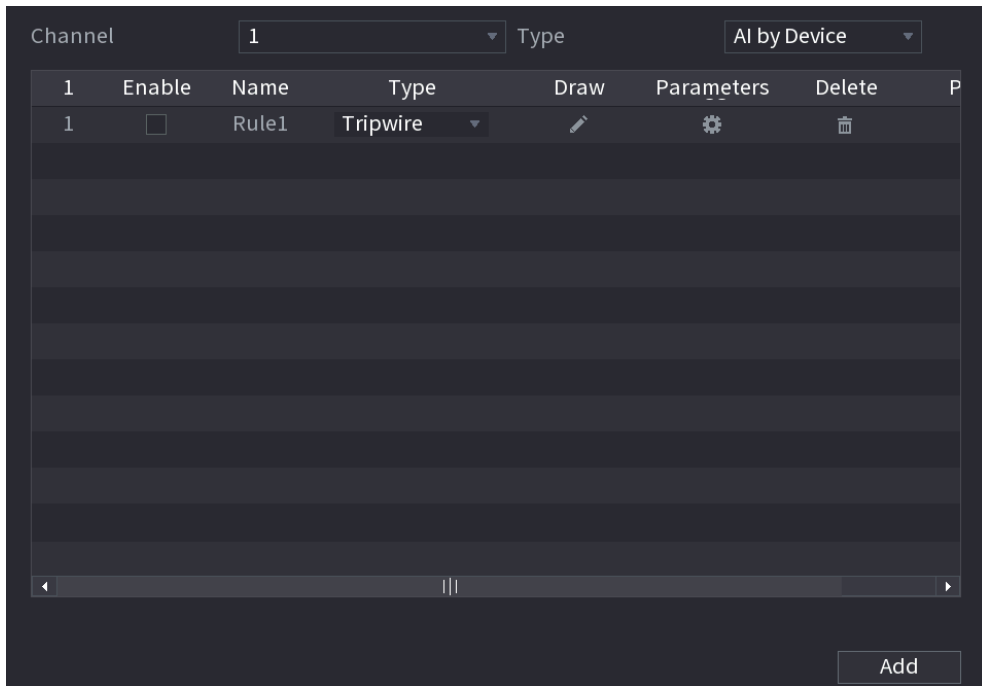 Channel 1 Type AI by Device
1 Enable Name Type Draw Parameters Delete P
1 Rule1 Tripwire
Add